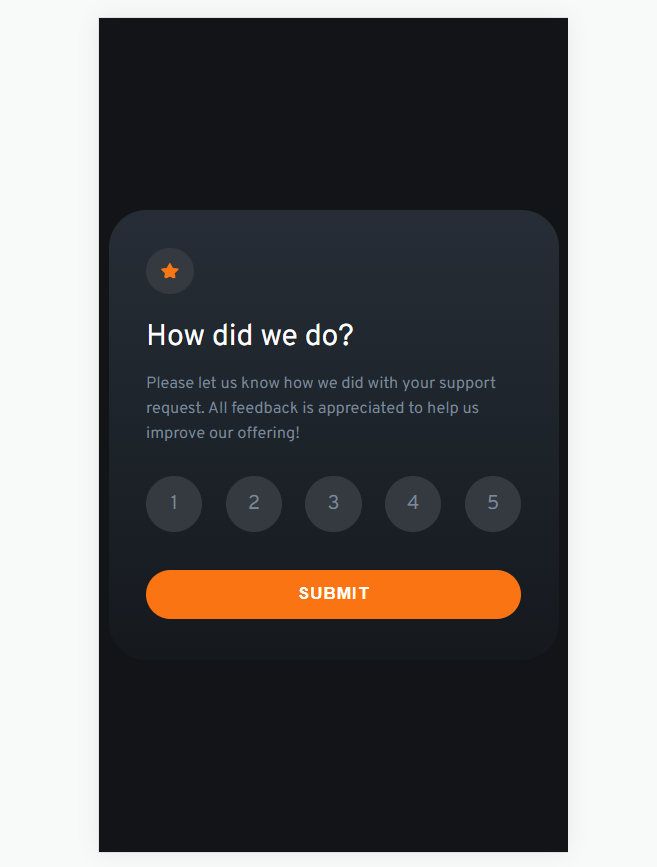 How did we do?
Please let us know how we did with your support
request. All feedback is appreciated to help us
improve our offering!
1 2 3 4 5
SUBMIT